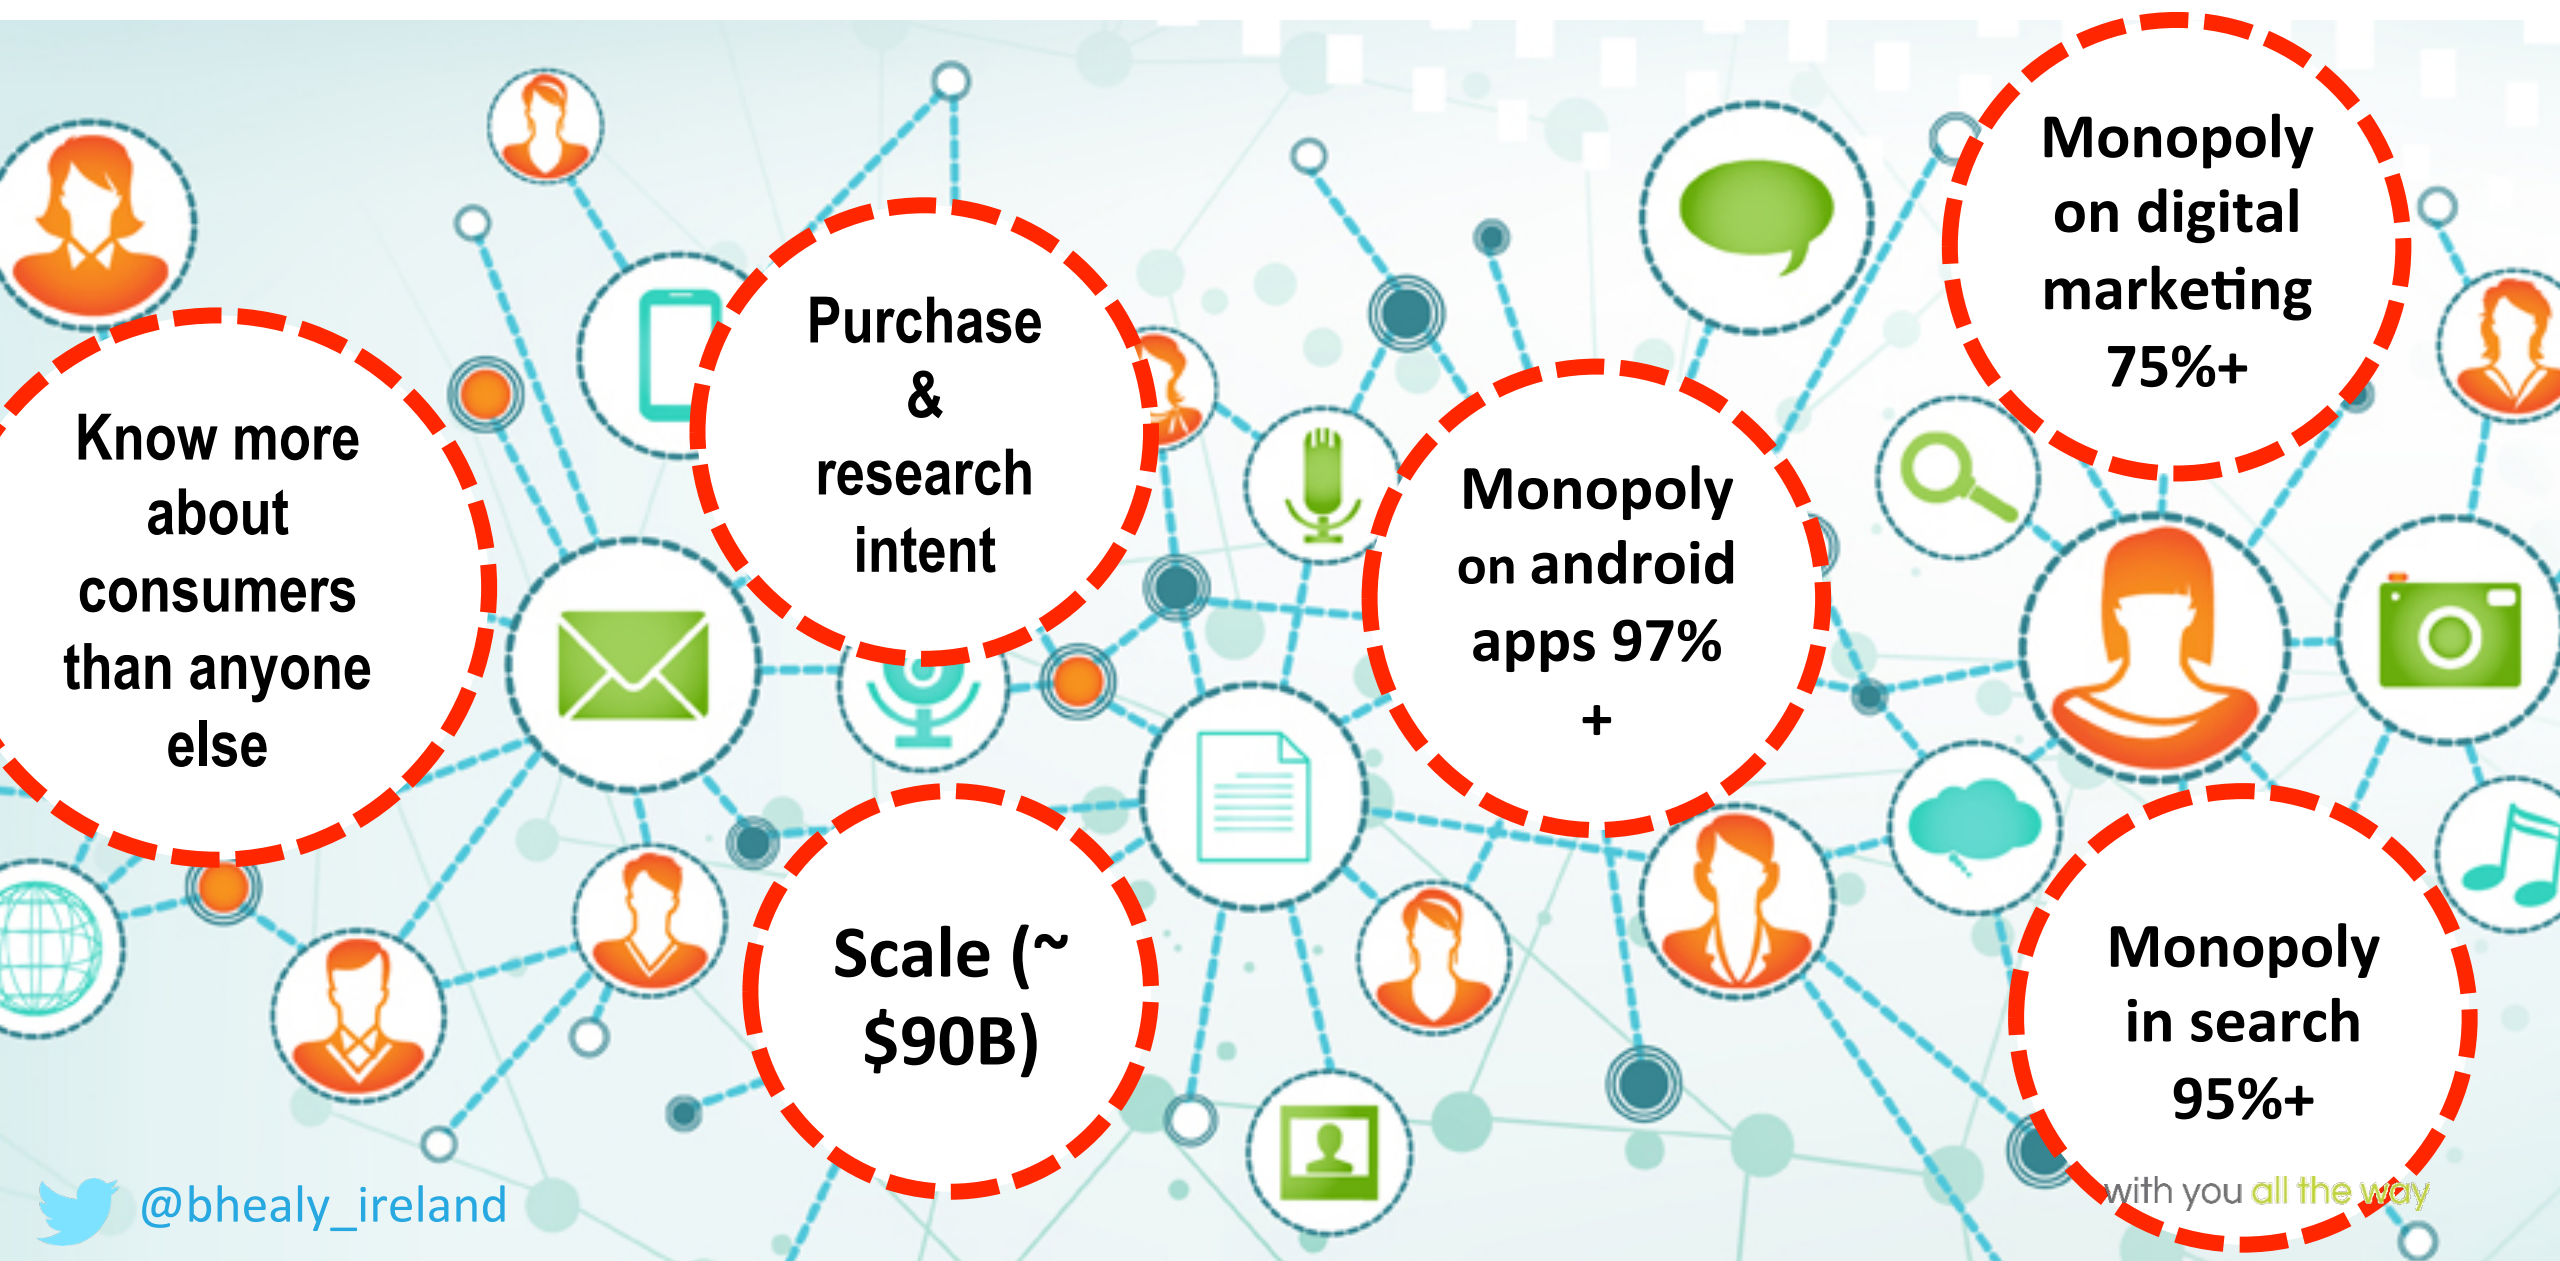 Know more
about
consumers
than anyone
else
Purchase
&
research
intent
Scale (~
$90B)
Monopoly
on android
apps 97%
+
Monopoly
on digital
marketing
75%+
Monopoly
in search
95%+
@bhealy_ireland
with you all the way